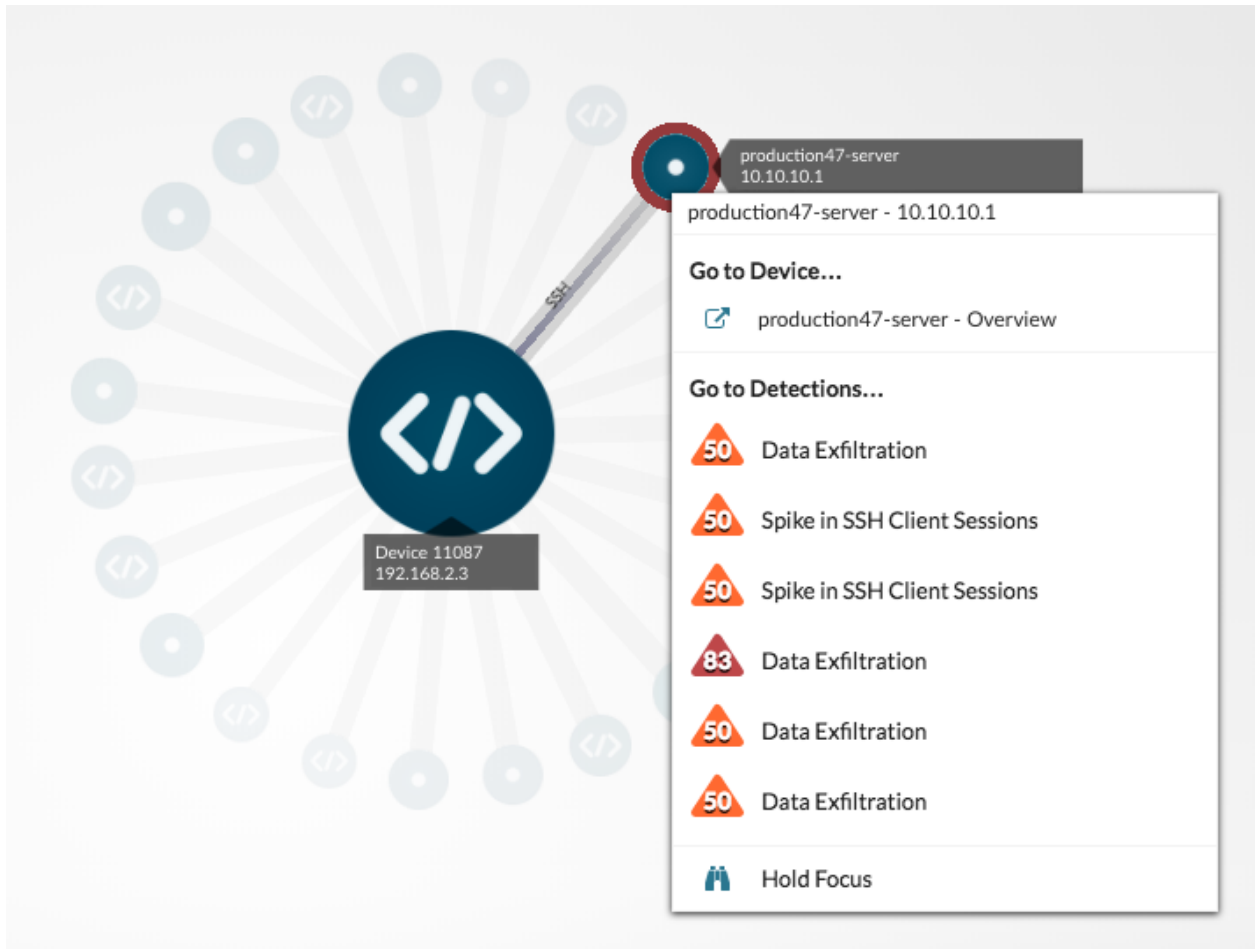 production47-server
10.10.10.1
production47-server - 10.10.10.1
Go to Device...
production47-server - Overview
SSH
Go to Detections...
50 Data Exfiltration
50 Spike in SSH Client Sessions
50 Spike in SSH Client Sessions
83 Data Exfiltration
50 Data Exfiltration
50 Data Exfiltration
Hold Focus
Device 11087
192.168.2.3